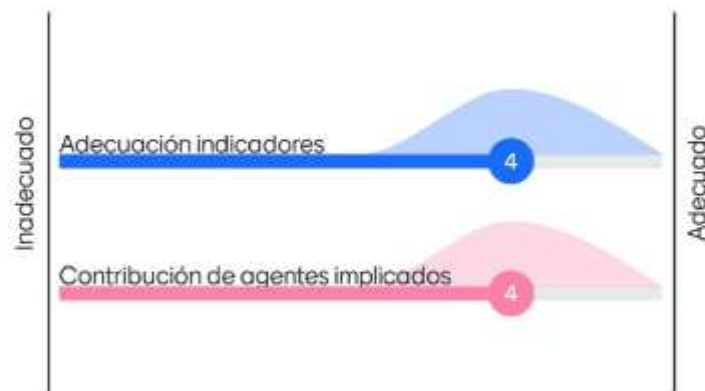 Inadecuado
Adecuación indicadores
4
Contribución de agentes implicados
4
Adecuado